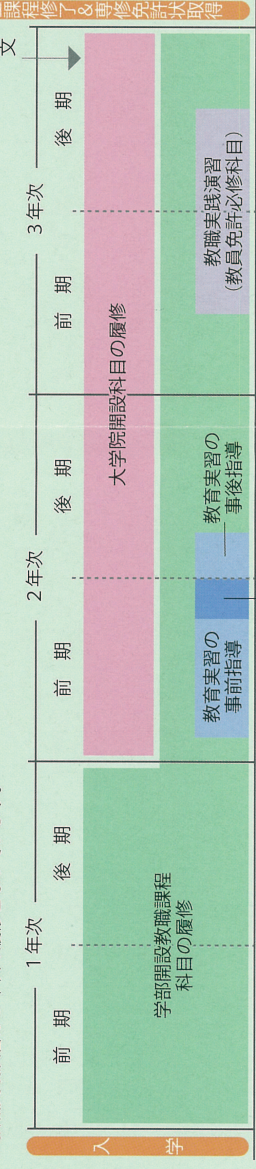 入学
1年次
前期
後期
2年次
前期
後期
3年次
前期
後期
文
課程修了&専修免許状取得
大学院開設科目の履修
学部開設教職課程
科目の履修
教育実習の
事前指導
教育実習の
事後指導
教職実践演習
（教員免許必修科目）